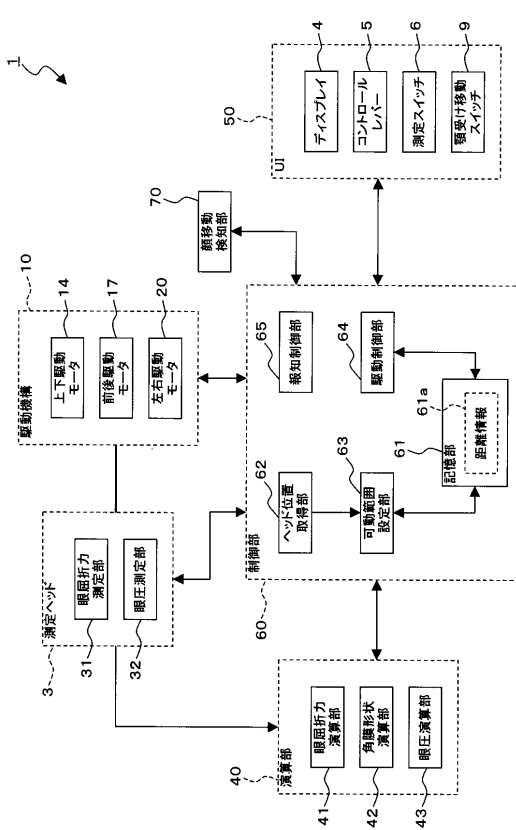 1
3
測定ヘッド
眼屈折力
測定部
31
眼圧測定部
32
10
駆動機構
上下駆動
モータ
14
前後駆動
モータ
17
左右駆動
モータ
20
70
顔移動
検知部
50
UI
ディスプレイ
4
コントロール
レバー
5
測定スイッチ
6
顎受け移動
スイッチ
9
40
演算部
眼屈折力
演算部
41
角膜形状
演算部
42
眼圧演算部
43
60
制御部
62
ヘッド位置
取得部
63
可動範囲
設定部
65
報知制御部
64
駆動制御部
61
記憶部
61a
距離情報